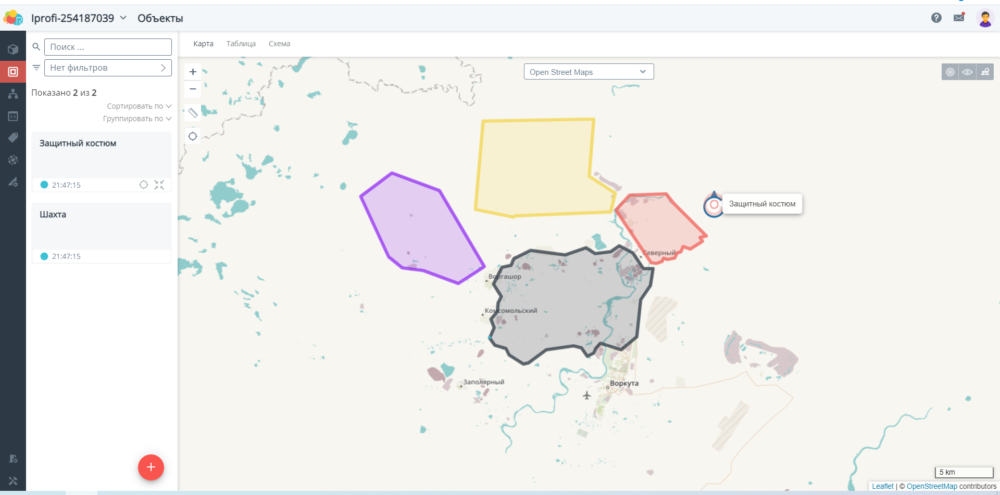 Iprofi-254187039 Объекты
Поиск ...
Нет фильтров
Показано 2 из 2
Сортировать по
Группировать по
Защитный костюм
21:47:15
Шахта
21:47:15
+
Карта Таблица Схема
+
−
Open Street Maps
Защитный костюм
Северный
Воргашор
Комсомольский
Заполярный
Воркута
5 km
Leaflet | © OpenStreetMap contributors